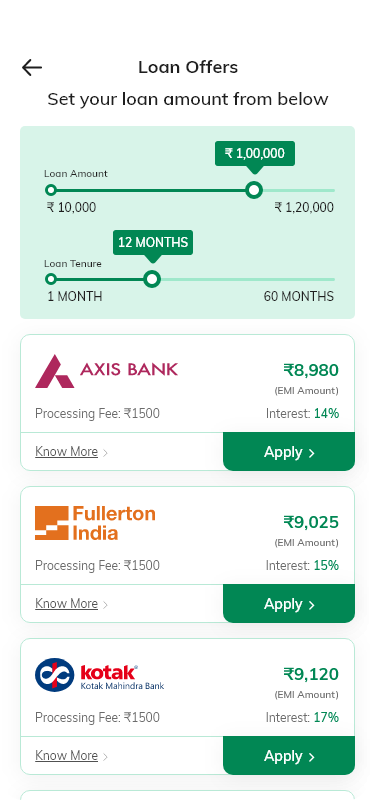 Loan Offers
Set your loan amount from below
₹ 1,00,000
Loan Amount
₹ 10,000 ₹ 1,20,000
12 MONTHS
Loan Tenure
1 MONTH 60 MONTHS
AXIS BANK
₹8,980
(EMI Amount)
Processing Fee: ₹1500 Interest: 14%
Know More Apply
Fullerton
India
₹9,025
(EMI Amount)
Processing Fee: ₹1500 Interest: 15%
Know More Apply
kotak®
Kotak Mahindra Bank
₹9,120
(EMI Amount)
Processing Fee: ₹1500 Interest: 17%
Know More Apply